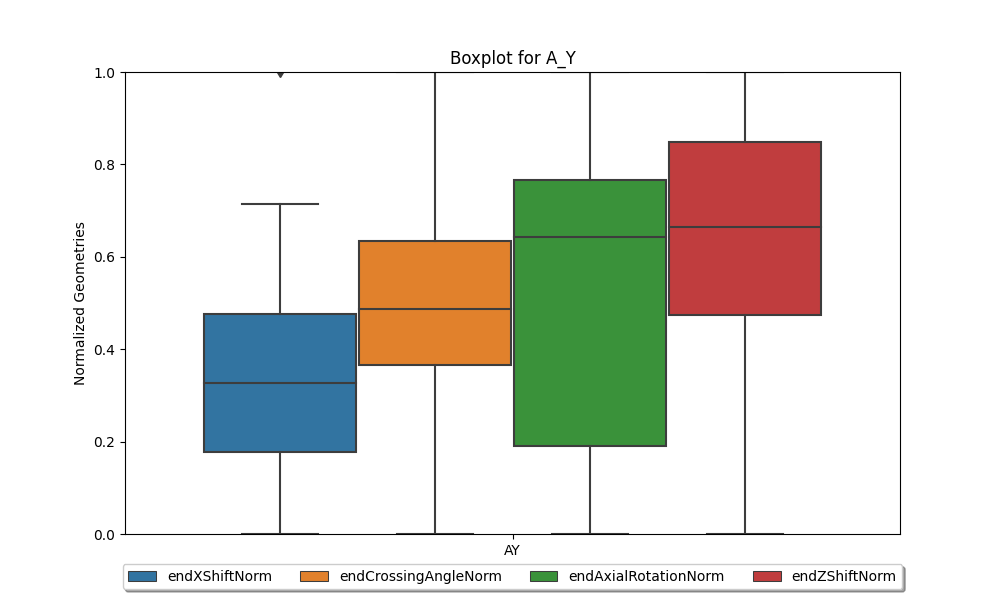 Boxplot for A_Y
Normalized Geometries
1.0
0.8
0.6
0.4
0.2
0.0
AY
endXShiftNorm endCrossingAngleNorm endAxialRotationNorm endZShiftNorm